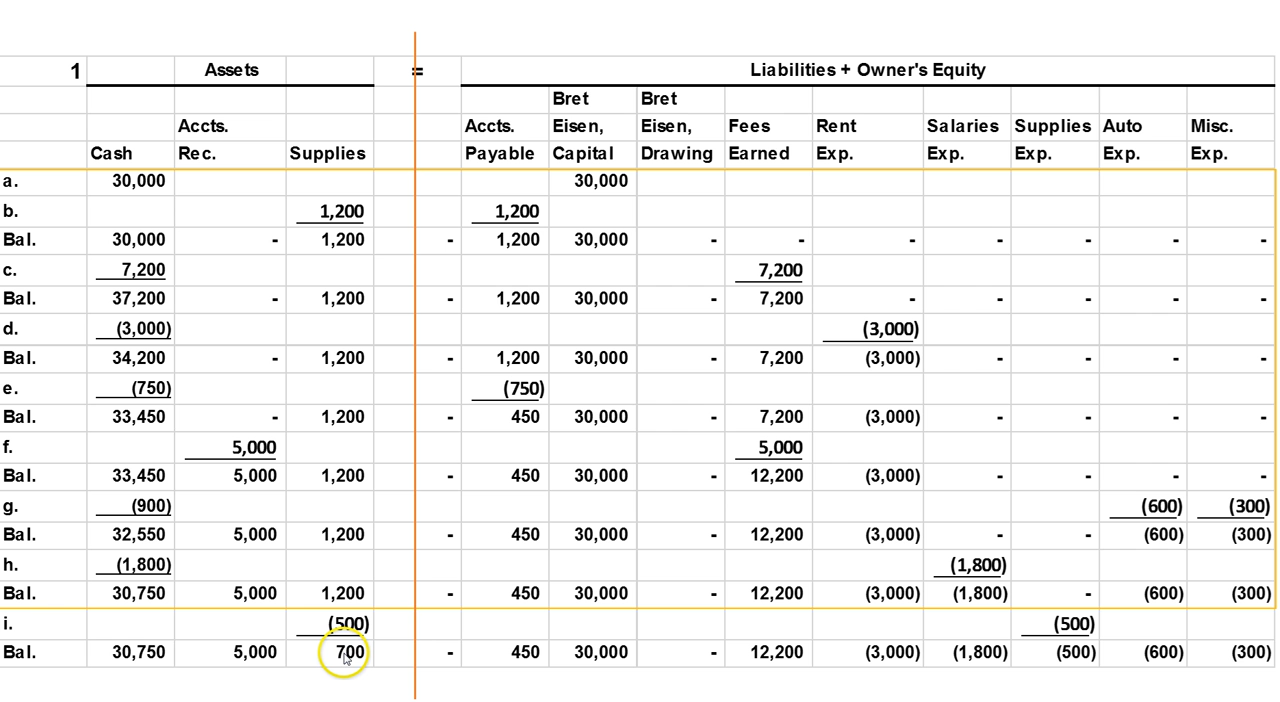 1 Assets = Liabilities + Owner's Equity
Bret Bret
Accts. Accts. Eisen, Eisen, Fees Rent Salaries Supplies Auto Misc.
Cash Rec. Supplies Payable Capital Drawing Earned Exp. Exp. Exp. Exp. Exp.
a. 30,000 30,000
b. 1,200 1,200
Bal. 30,000 - 1,200 - 1,200 30,000 - - - - - - -
c. 7,200 7,200
Bal. 37,200 - 1,200 - 1,200 30,000 - 7,200 - - - - -
d. (3,000) (3,000)
Bal. 34,200 - 1,200 - 1,200 30,000 - 7,200 (3,000) - - - -
e. (750) (750)
Bal. 33,450 - 1,200 - 450 30,000 - 7,200 (3,000) - - - -
f. 5,000 5,000
Bal. 33,450 5,000 1,200 - 450 30,000 - 12,200 (3,000) - - - -
g. (900) (600) (300)
Bal. 32,550 5,000 1,200 - 450 30,000 - 12,200 (3,000) - - (600) (300)
h. (1,800) (1,800)
Bal. 30,750 5,000 1,200 - 450 30,000 - 12,200 (3,000) (1,800) - (600) (300)
i. (500) (500)
Bal. 30,750 5,000 700 - 450 30,000 - 12,200 (3,000) (1,800) (500) (600) (300)